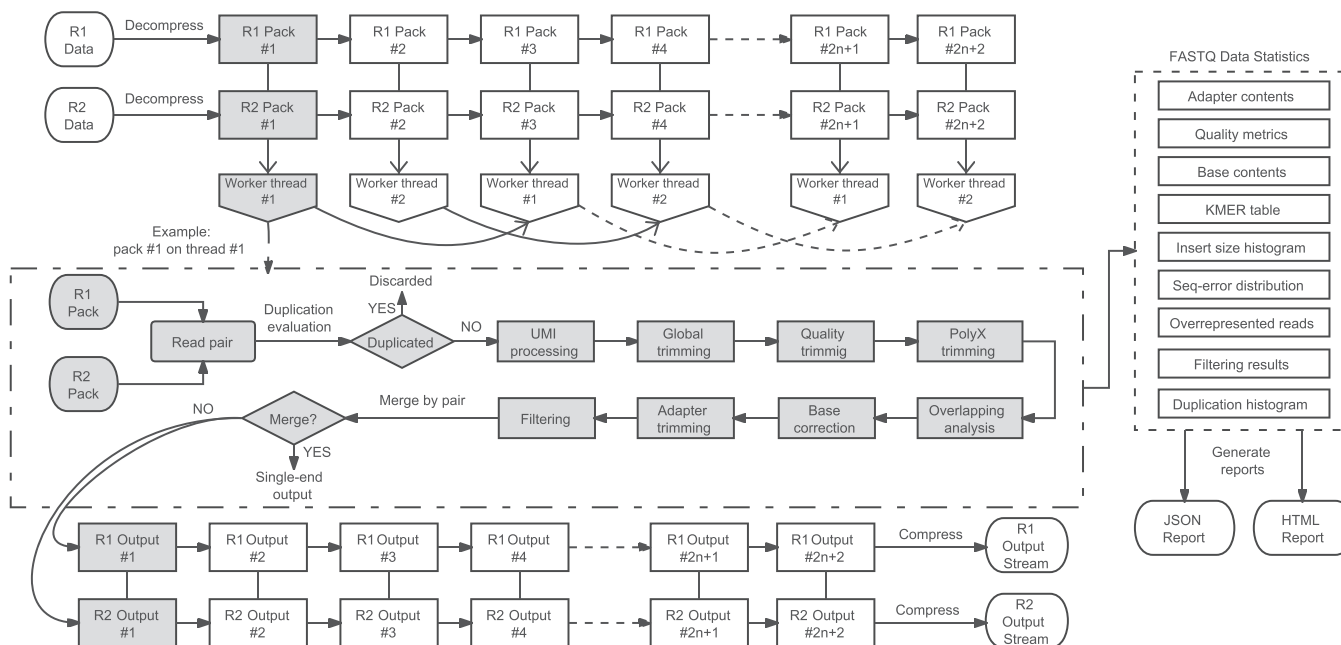 R1
Data
Decompress
R1 Pack
#1
R1 Pack
#2
R1 Pack
#3
R1 Pack
#4
R1 Pack
#2n+1
R1 Pack
#2n+2
R2
Data
Decompress
R2 Pack
#1
R2 Pack
#2
R2 Pack
#3
R2 Pack
#4
R2 Pack
#2n+1
R2 Pack
#2n+2
Worker thread
#1
Worker thread
#2
Worker thread
#1
Worker thread
#2
Worker thread
#1
Worker thread
#2
Example:
pack #1 on thread #1
R1
Pack
R2
Pack
Read pair
Duplication
evaluation
Discarded
YES
Duplicated
NO
UMI
processing
Global
trimming
Quality
trimmig
PolyX
trimming
Overlapping
analysis
Base
correction
Adapter
trimming
Filtering
Merge by pair
Merge?
NO
YES
Single-end
output
R1 Output
#1
R1 Output
#2
R1 Output
#3
R1 Output
#4
R1 Output
#2n+1
R1 Output
#2n+2
Compress
R1
Output
Stream
R2 Output
#1
R2 Output
#2
R2 Output
#3
R2 Output
#4
R2 Output
#2n+1
R2 Output
#2n+2
Compress
R2
Output
Stream
FASTQ Data Statistics
Adapter contents
Quality metrics
Base contents
KMER table
Insert size histogram
Seq-error distribution
Overrepresented reads
Filtering results
Duplication histogram
Generate
reports
JSON
Report
HTML
Report